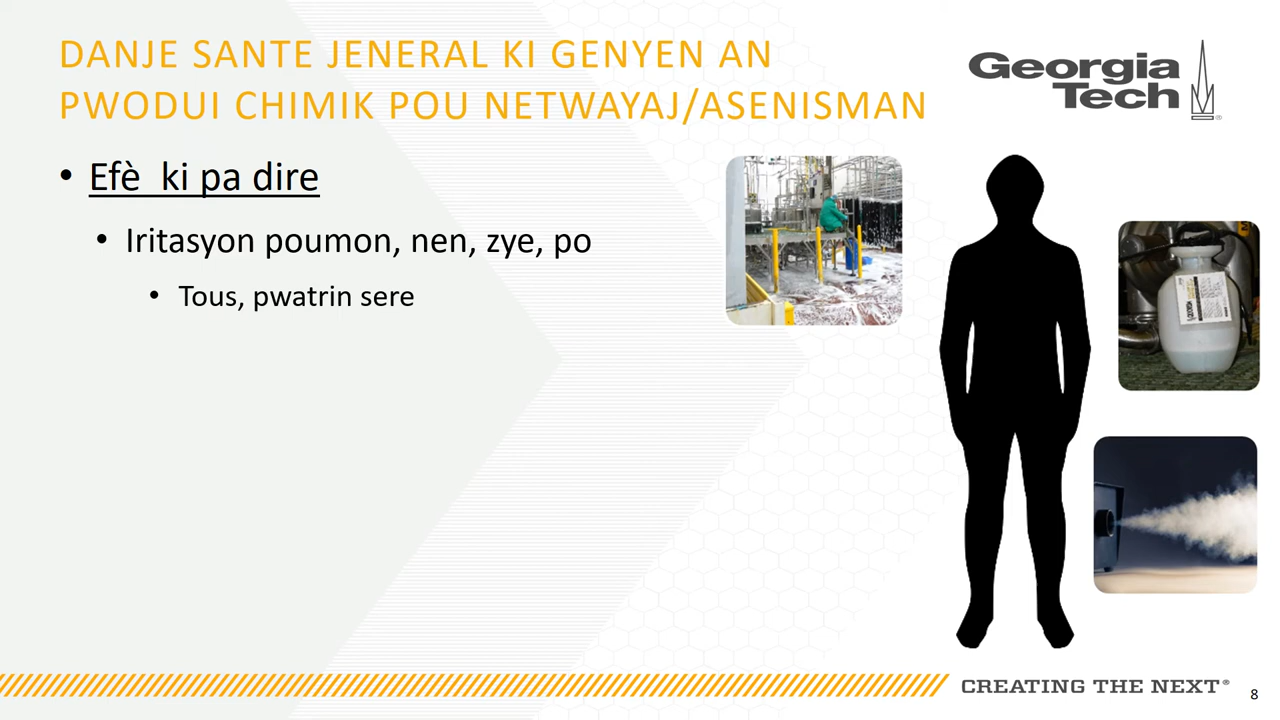 DANJE SANTE JENERAL KI GENYEN AN
PWODUI CHIMIK POU NETWAYAJ/ASENISMAN
Georgia
Tech
• Efè ki pa dire
• Iritasyon poumon, nen, zye, po
• Tous, pwatrin sere
CREATING THE NEXT®
8